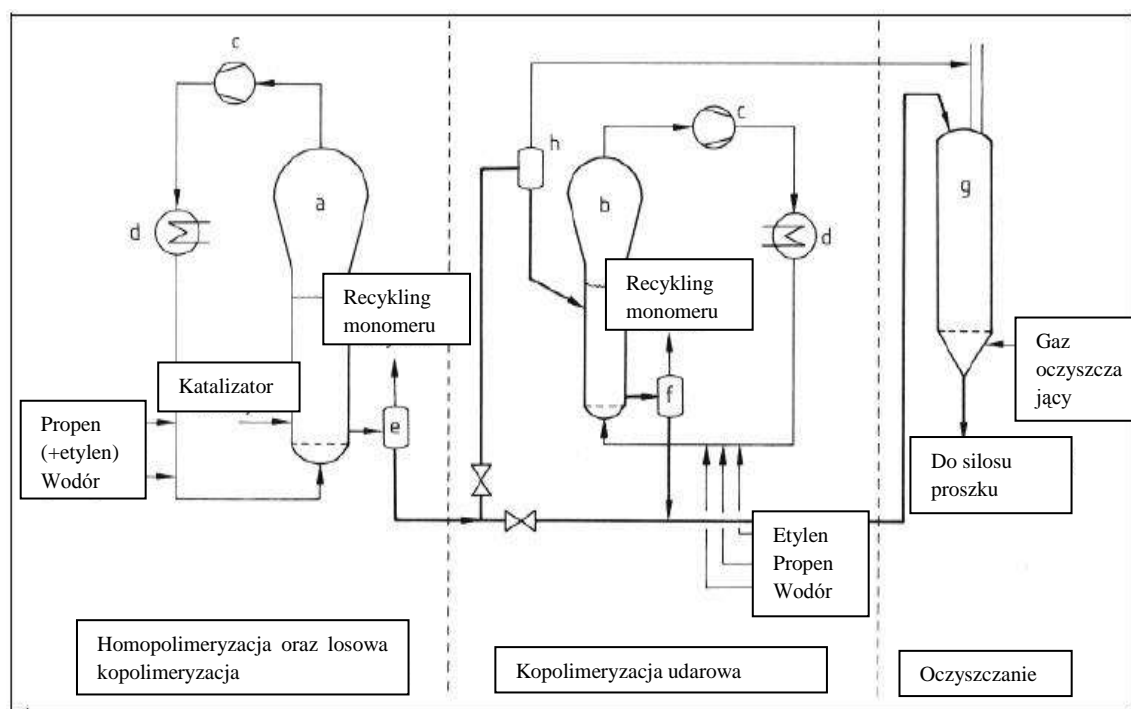 c
a
d
Recykling
monomeru
Katalizator
Propen
(+etylen)
Wodór
e
Homopolimeryzacja oraz losowa
kopolimeryzacja
h
c
b
d
Recykling
monomeru
f
Etylen
Propen
Wodór
Kopolimeryzacja udarowa
g
Gaz
oczyszcza
jący
Do silosu
proszku
Oczyszczanie